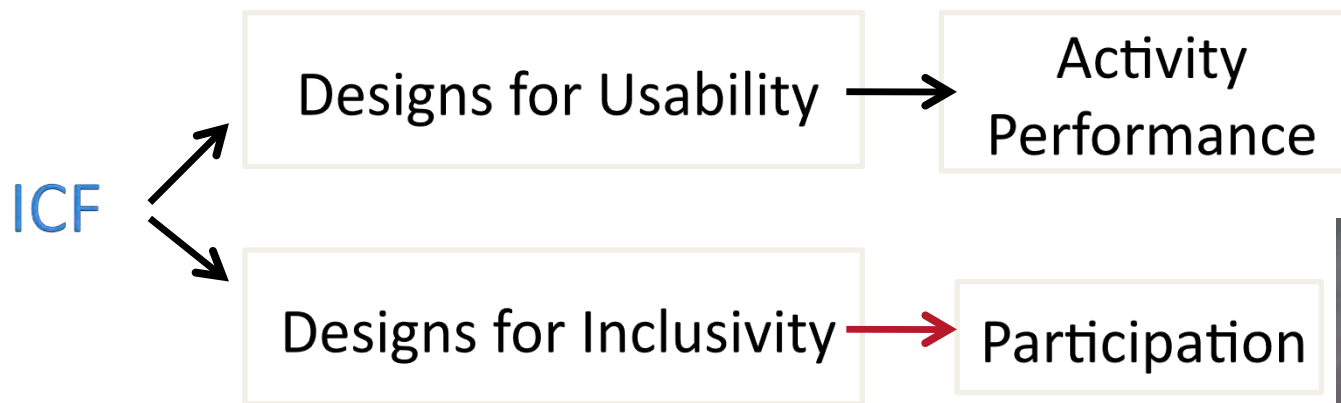 ICF
Designs for Usability
Activity
Performance
Designs for Inclusivity
Participation